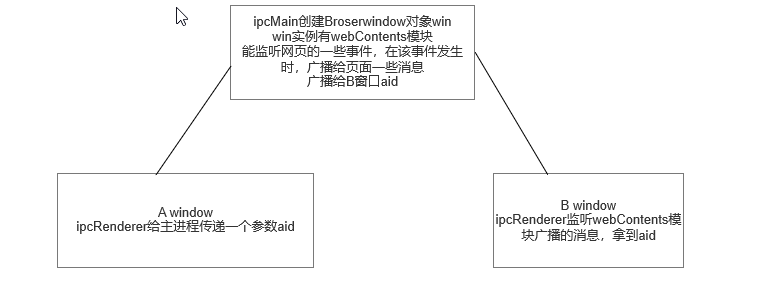 ipcMain创建Broserwindow对象win
win实例有webContents模块
能监听网页的一些事件，在该事件发生
时，广播给页面一些消息
广播给B窗口aid
A window
ipcRenderer给主进程传递一个参数aid
B window
ipcRenderer监听webContents模
块广播的消息，拿到aid